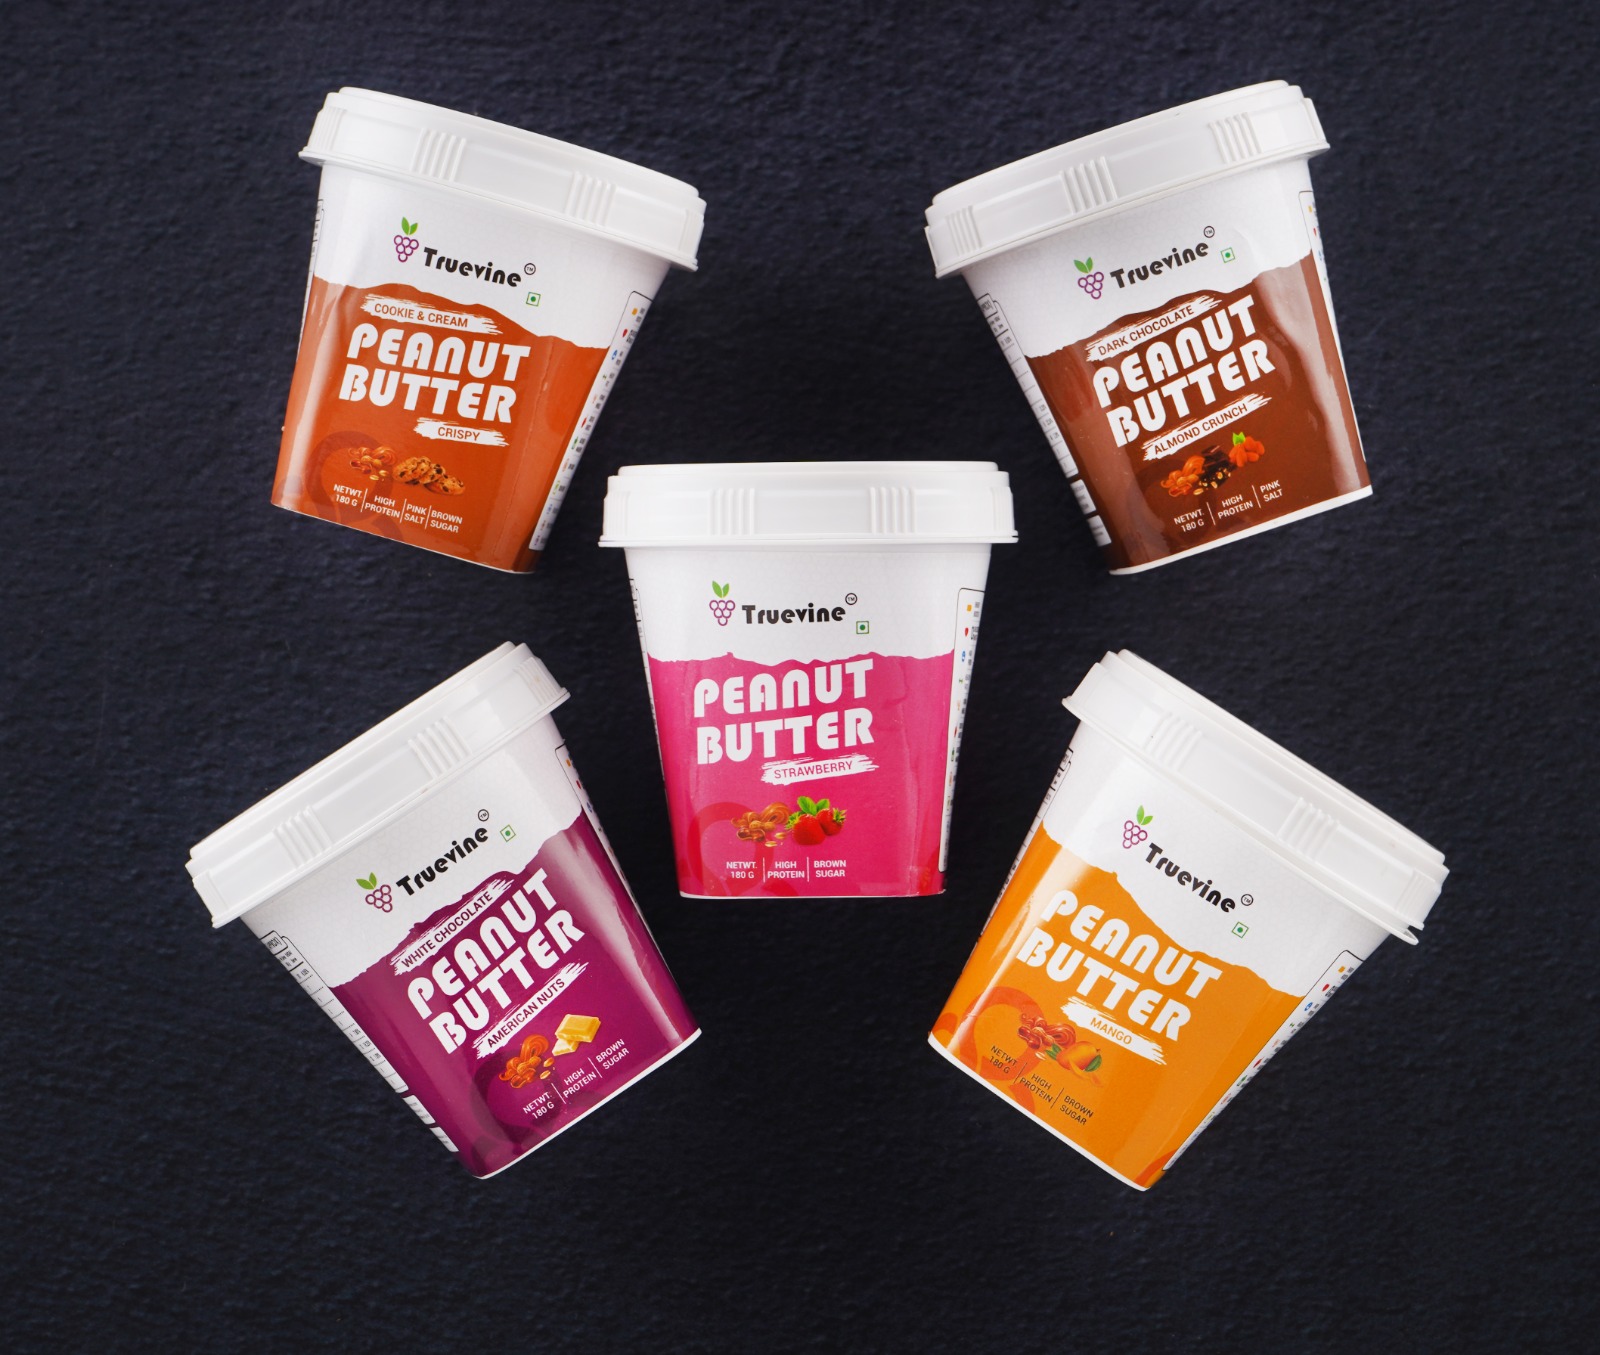 Truevine™
COOKIE & CREAM
PEANUT
BUTTER
CRISPY
NETWT.
180 G
HIGH
PROTEIN
PINK
SALT
BROWN
SUGAR
Truevine™
DARK CHOCOLATE
PEANUT
BUTTER
ALMOND CRUNCH
NETWT.
180 G
HIGH
PROTEIN
PINK
SALT
Truevine™
PEANUT
BUTTER
STRAWBERRY
NETWT.
180 G
HIGH
PROTEIN
BROWN
SUGAR
Truevine™
WHITE CHOCOLATE
PEANUT
BUTTER
AMERICAN NUTS
NETWT.
180 G
HIGH
PROTEIN
BROWN
SUGAR
Truevine™
PEANUT
BUTTER
MANGO
NETWT.
180 G
HIGH
PROTEIN
BROWN
SUGAR